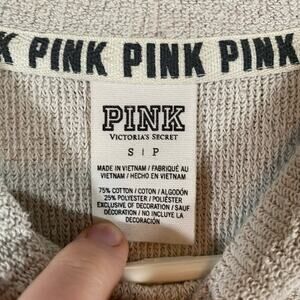 K PINK PINK PINK
PINK
VICTORIA'S SECRET
S | P
MADE IN VIETNAM / FABRIQUÉ AU
VIETNAM / HECHO EN VIETNAM
75% COTTON / COTON / ALGODÓN
25% POLYESTER / POLIÉSTER
EXCLUSIVE OF DECORATION / SAUF
DÉCORATION / NO INCLUYE LA
DECORACIÓN